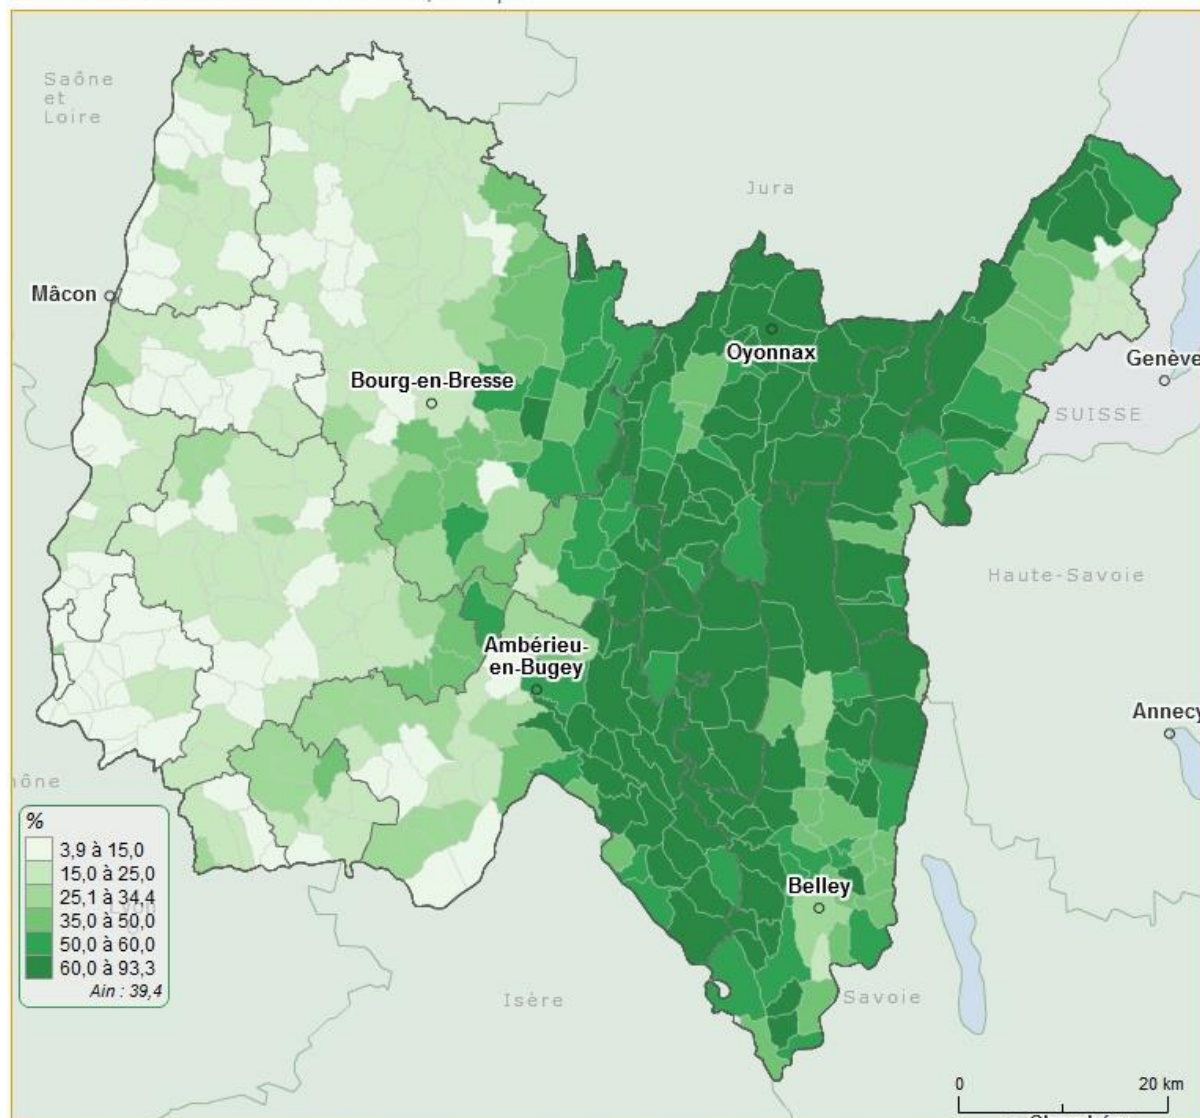 Saône
et
Loire
Jura
Mâcon
Oyonnax
Genève
Bourg-en-Bresse
SUISSE
Haute-Savoie
Ambérieu-
en-Bugey
Annecy
%
3,9 à 15,0
15,0 à 25,0
25,1 à 34,4
35,0 à 50,0
50,0 à 60,0
60,0 à 93,3
Ain : 39,4
Belley
Isère
Savoie
0 20 km